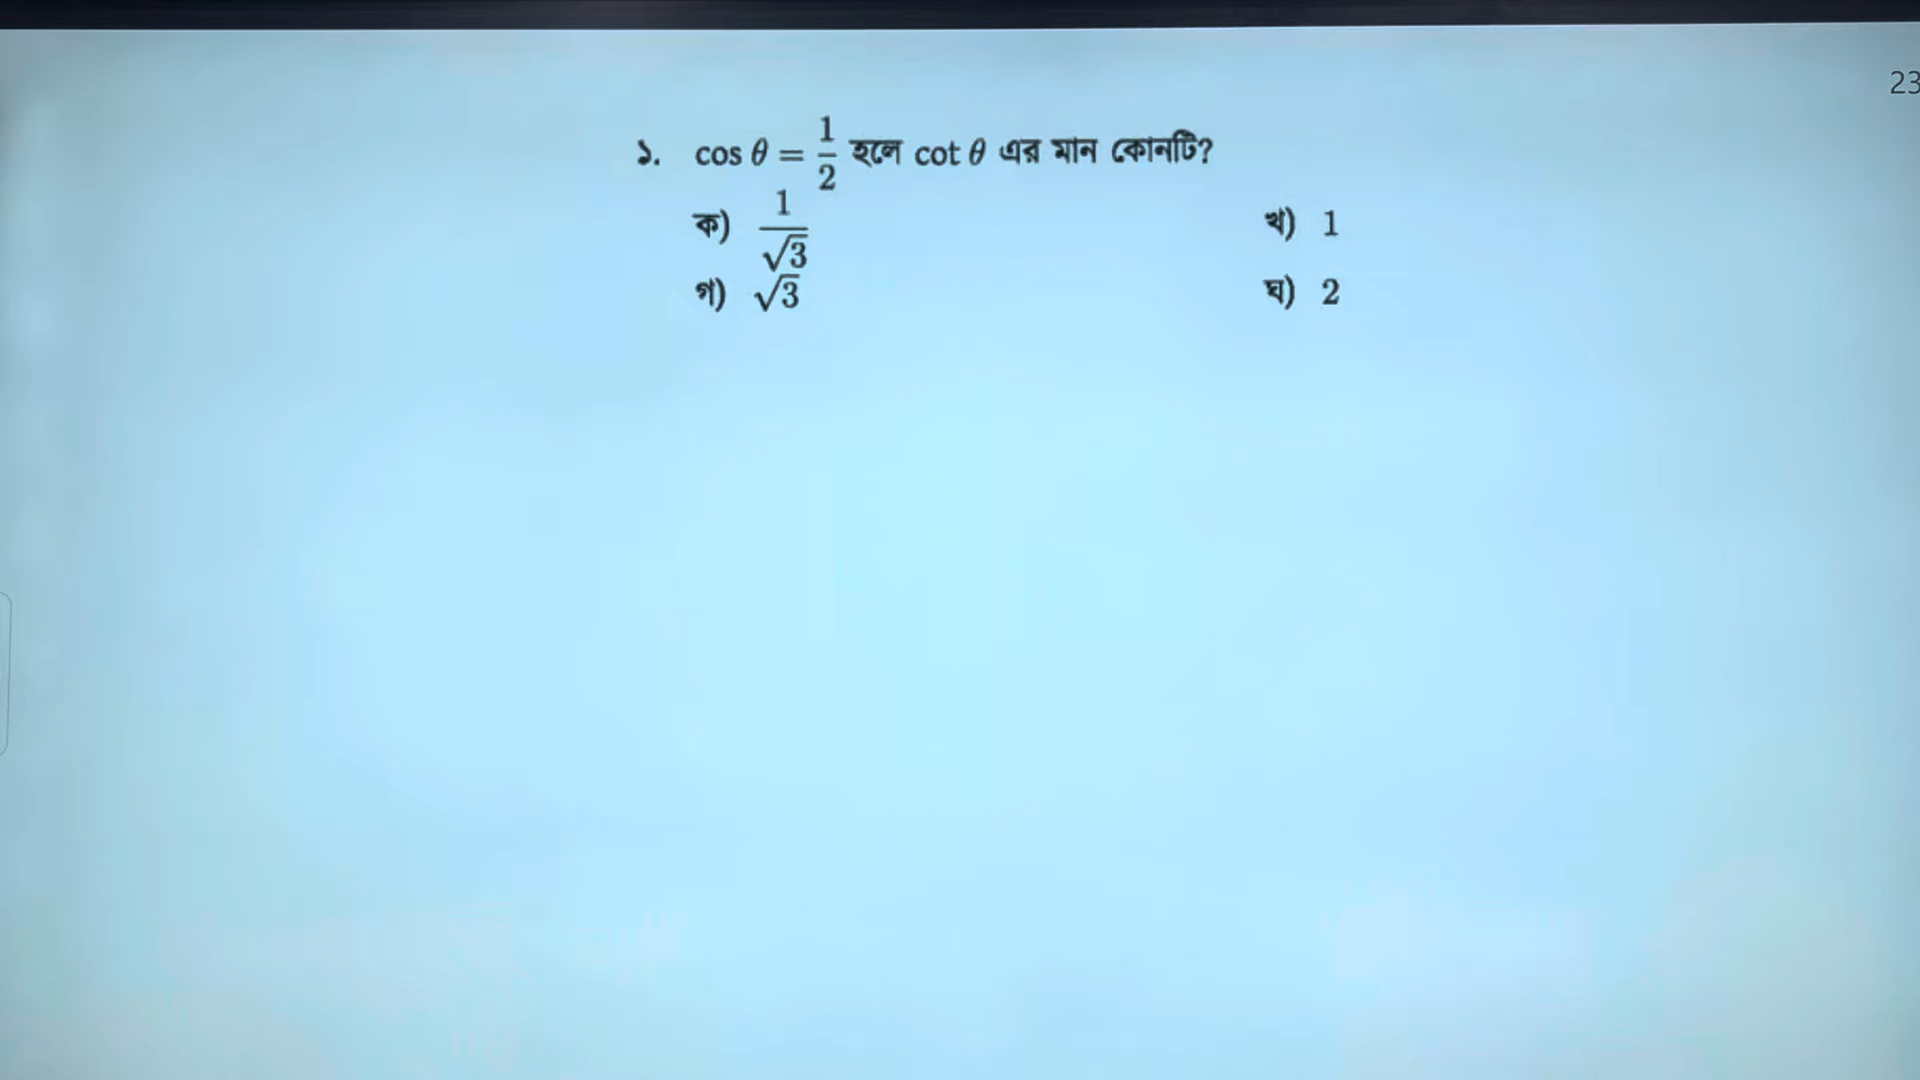 23
১. cos θ = 1/2 হলে cot θ এর মান কোনটি?
ক) 1/√3 খ) 1
গ) √3 ঘ) 2